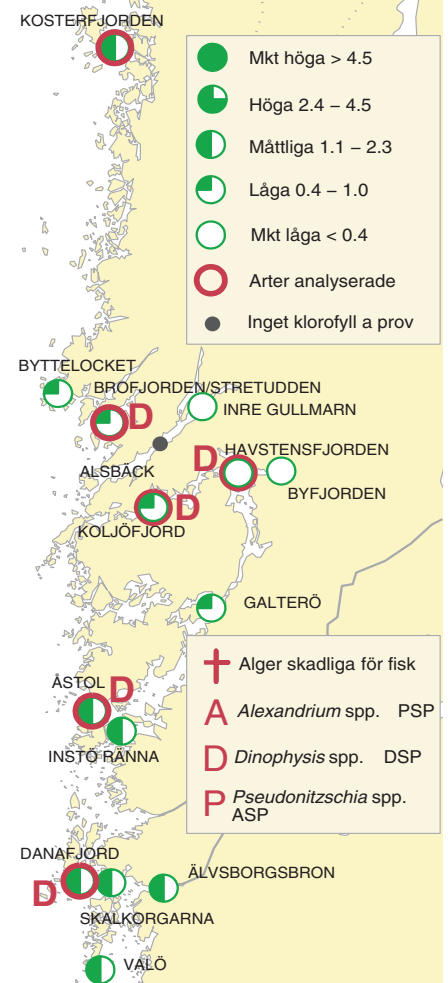 KOSTERFJORDEN
Mkt höga > 4.5
Höga 2.4 – 4.5
Måttliga 1.1 – 2.3
Låga 0.4 – 1.0
Mkt låga < 0.4
Arter analyserade
Inget klorofyll a prov
BYTTELOCKET
BROFJORDEN/STRETUDDEN
D
INRE GULLMARN
ALSBÄCK
HAVSTENSFJORDEN
D
BYFJORDEN
D
KOLJÖFJORD
GALTERÖ
Alger skadliga för fisk
ÅSTOL D
A Alexandrium spp. PSP
INSTÖ RÄNNA
D Dinophysis spp. DSP
P Pseudonitzschia spp.
ASP
DANAFJORD
ÄLVSBORGSBRON
D
SKALKORGARNA
VALÖ